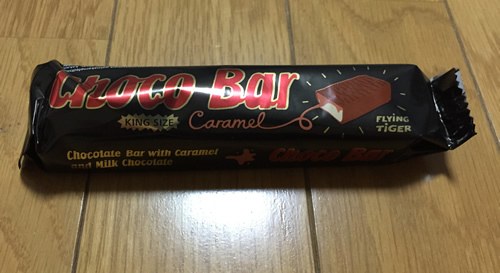 Choco Bar
KING SIZE
Caramel
FLYING
TIGER
Chocolate Bar with Caramel
and Milk Chocolate
Choco Bar